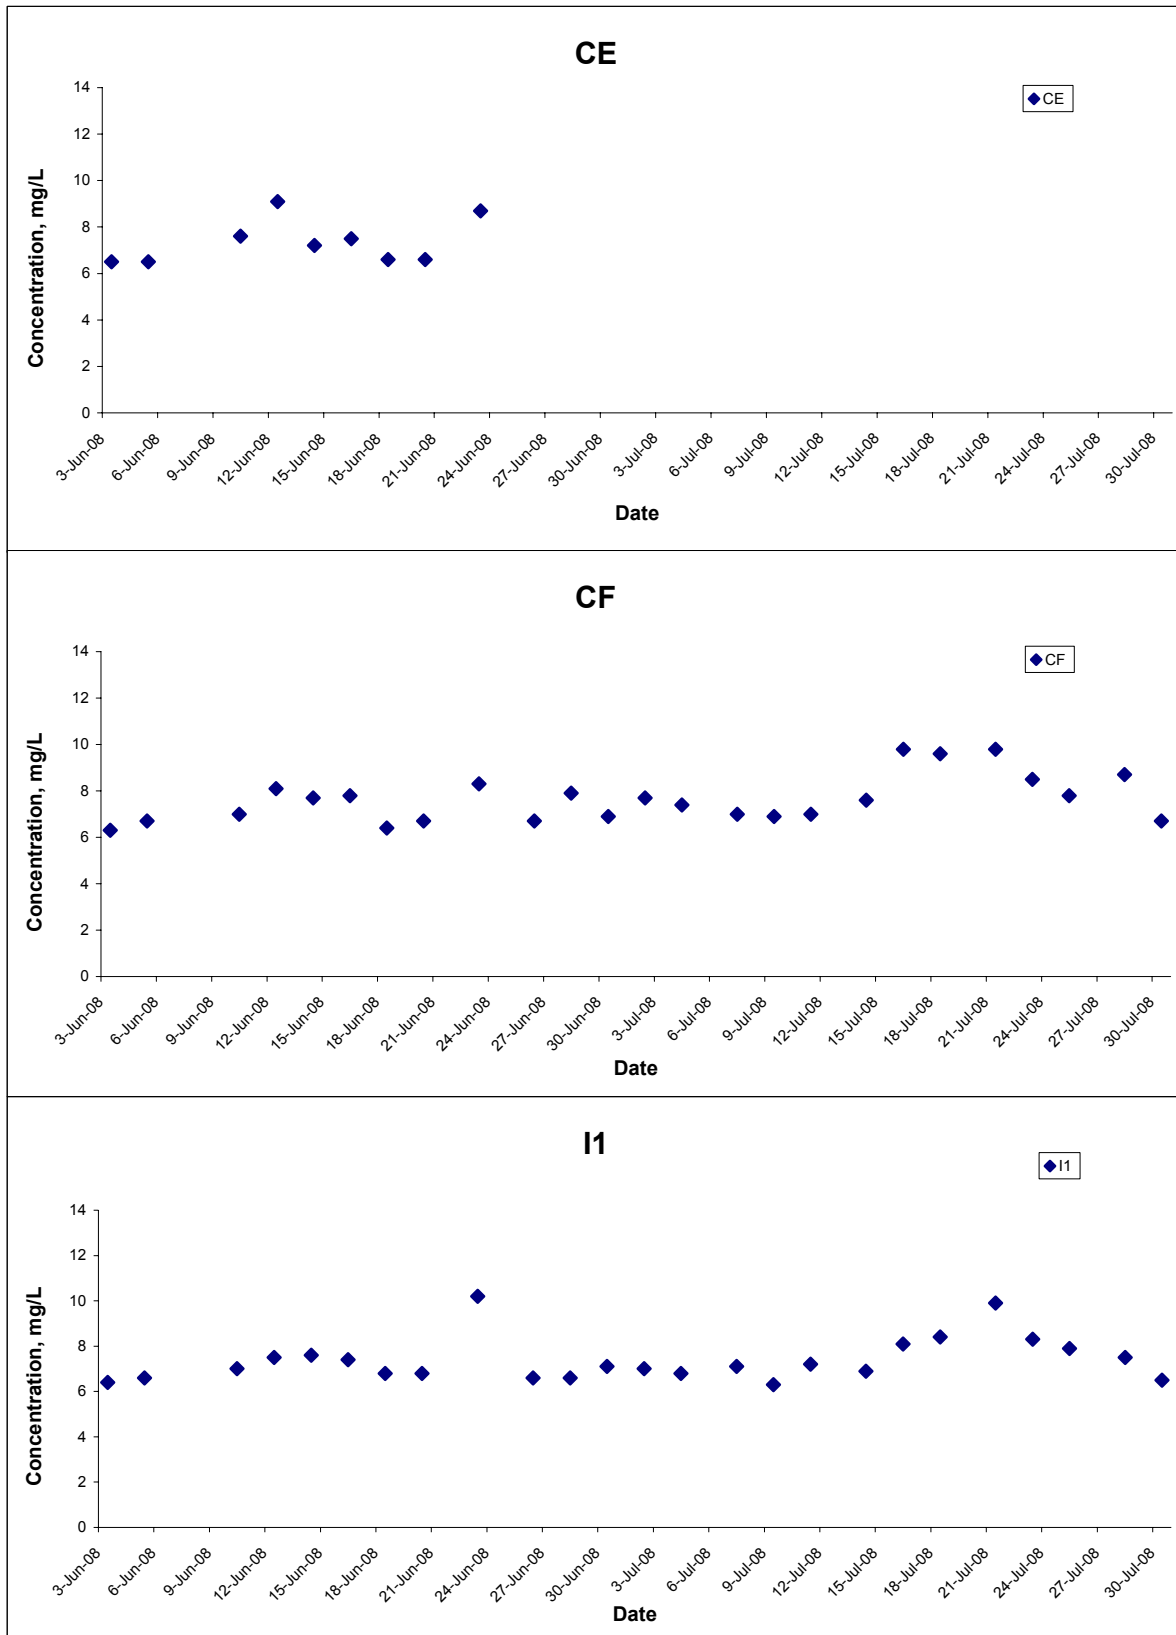 CE
CE
14
12
10
8
6
4
2
0
Concentration, mg/L
3-Jun-08 6-Jun-08 9-Jun-08 12-Jun-08 15-Jun-08 18-Jun-08 21-Jun-08 24-Jun-08 27-Jun-08 30-Jun-08 3-Jul-08 6-Jul-08 9-Jul-08 12-Jul-08 15-Jul-08 18-Jul-08 21-Jul-08 24-Jul-08 27-Jul-08 30-Jul-08
Date
CF
CF
14
12
10
8
6
4
2
0
Concentration, mg/L
3-Jun-08 6-Jun-08 9-Jun-08 12-Jun-08 15-Jun-08 18-Jun-08 21-Jun-08 24-Jun-08 27-Jun-08 30-Jun-08 3-Jul-08 6-Jul-08 9-Jul-08 12-Jul-08 15-Jul-08 18-Jul-08 21-Jul-08 24-Jul-08 27-Jul-08 30-Jul-08
Date
I1
I1
14
12
10
8
6
4
2
0
Concentration, mg/L
3-Jun-08 6-Jun-08 9-Jun-08 12-Jun-08 15-Jun-08 18-Jun-08 21-Jun-08 24-Jun-08 27-Jun-08 30-Jun-08 3-Jul-08 6-Jul-08 9-Jul-08 12-Jul-08 15-Jul-08 18-Jul-08 21-Jul-08 24-Jul-08 27-Jul-08 30-Jul-08
Date